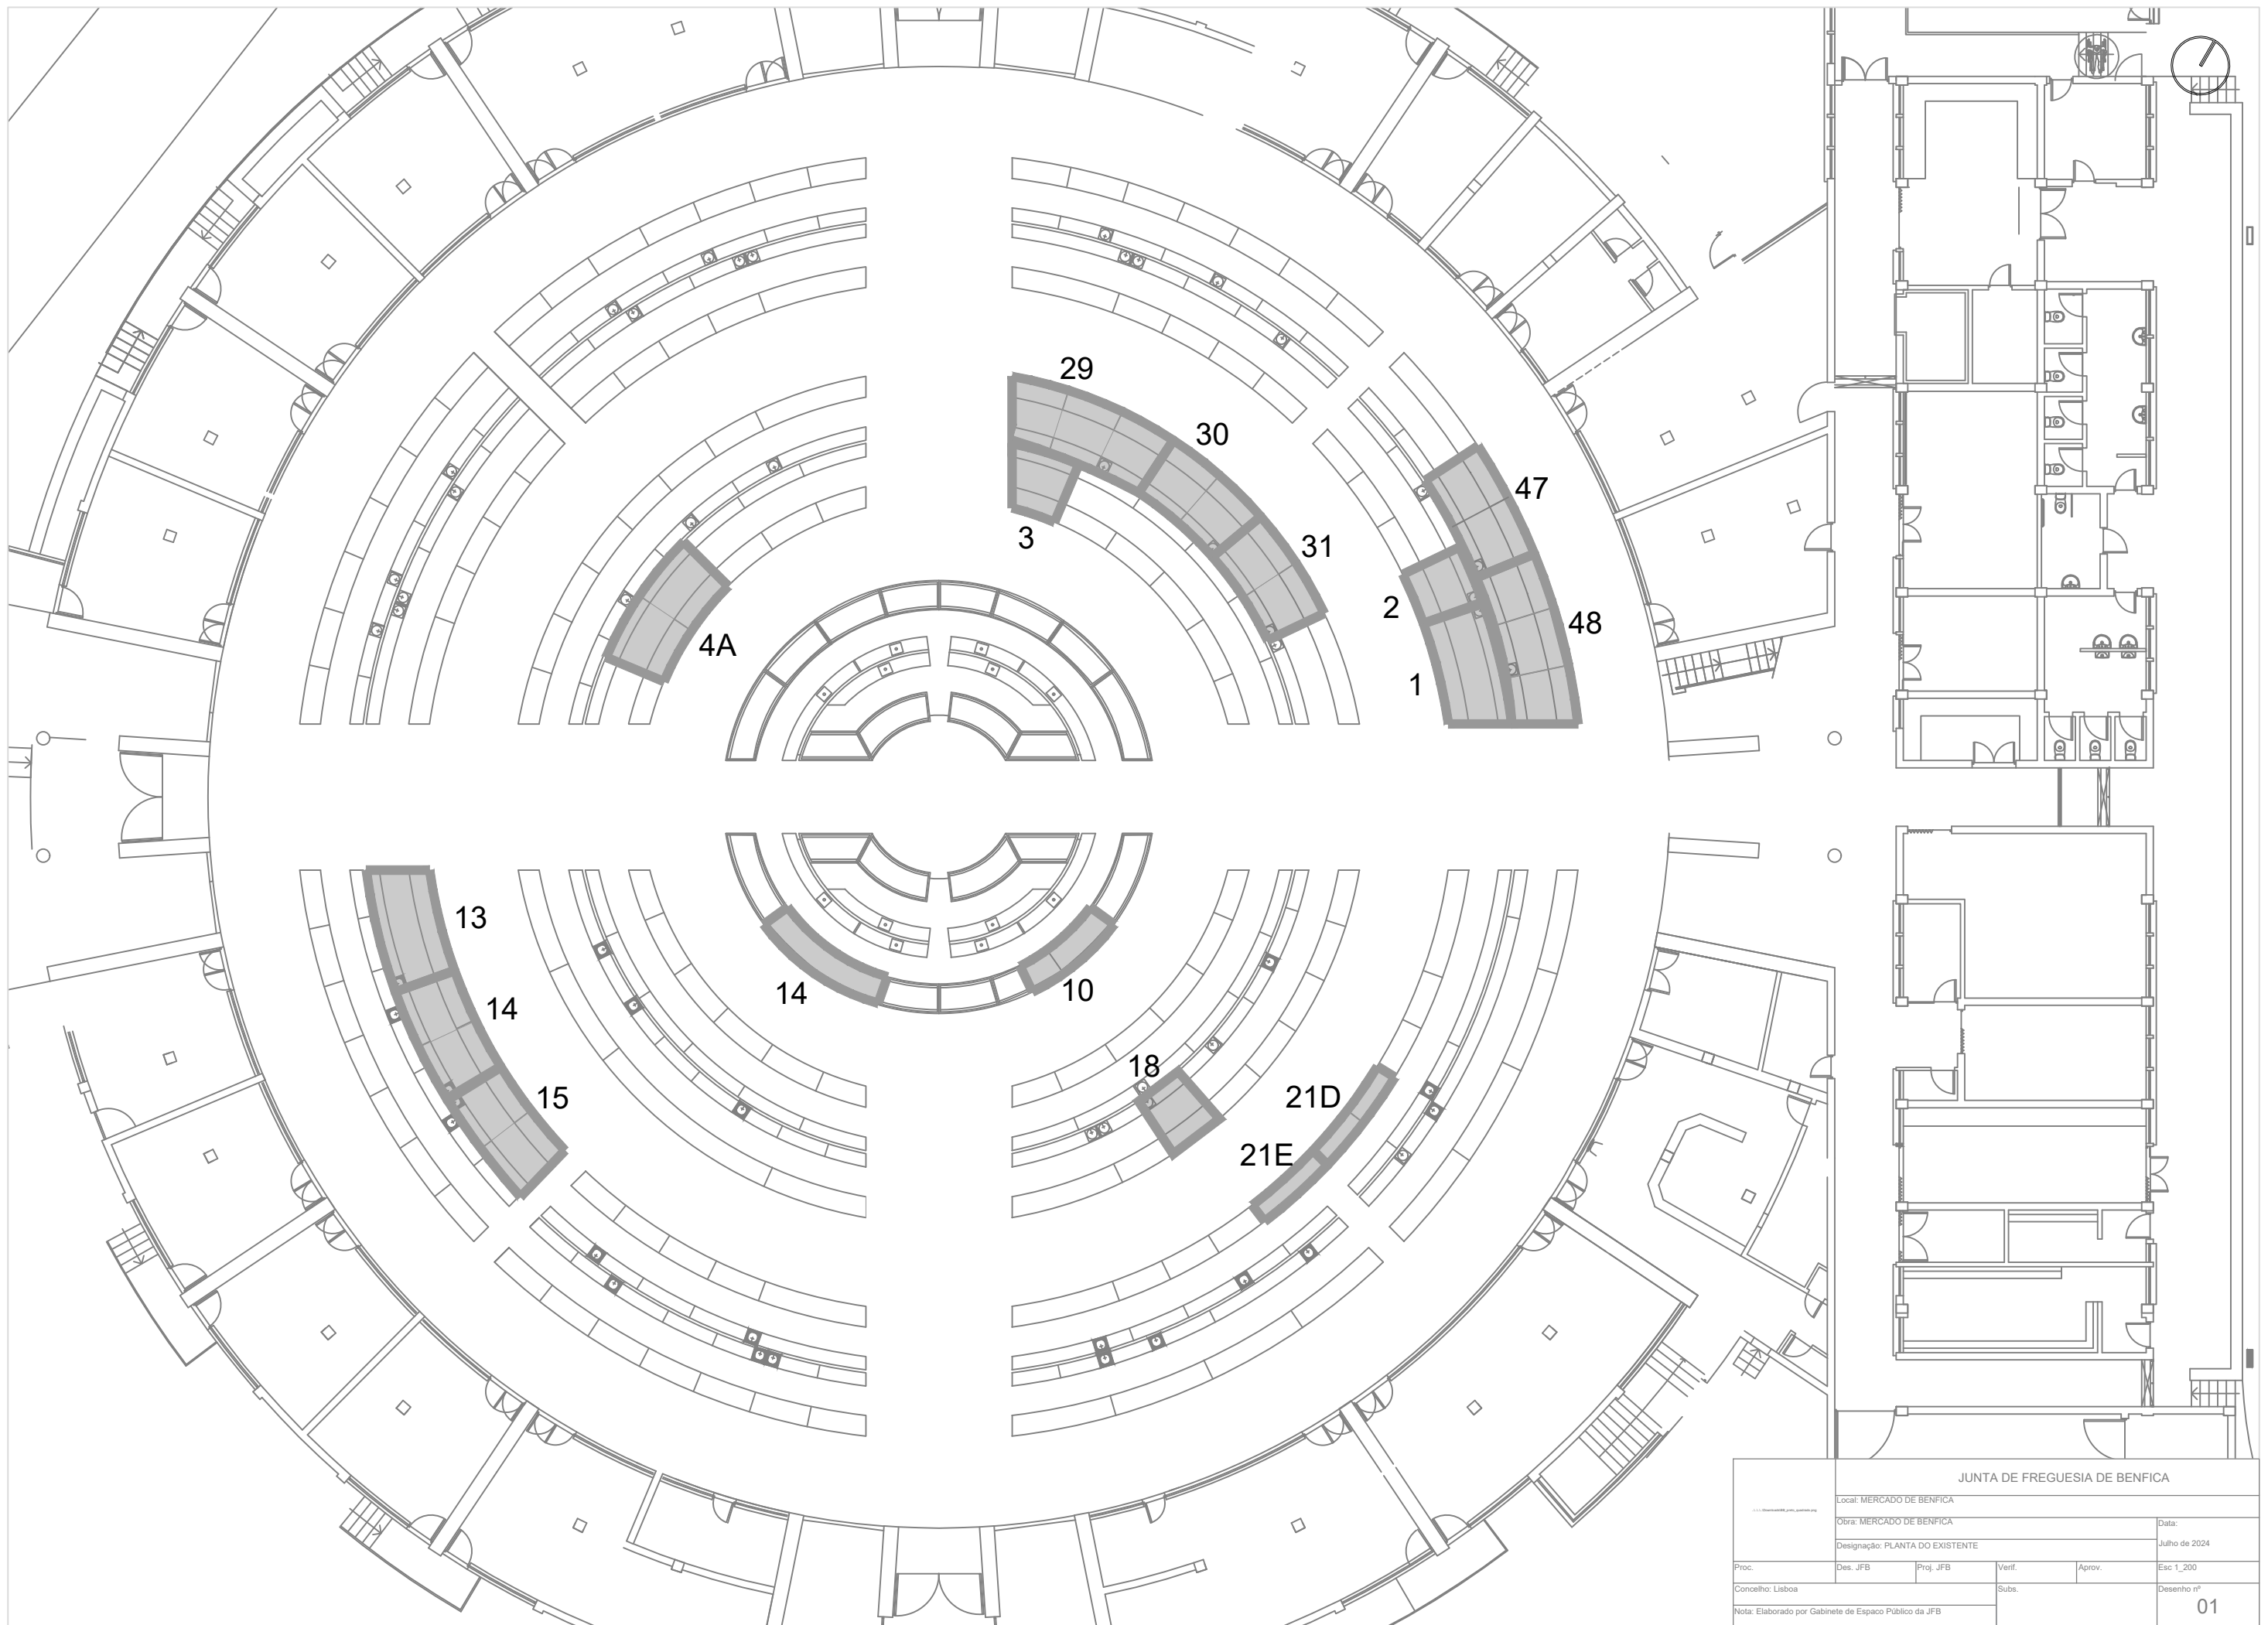 29
30
47
31
3
2
48
4A
1
13
14
10
14
18
21D
15
21E
JUNTA DE FREGUESIA DE BENFICA
Local: MERCADO DE BENFICA
Obra: MERCADO DE BENFICA
Data:
Designação: PLANTA DO EXISTENTE
Julho de 2024
Proc.
Des. JFB
Proj. JFB
Verif.
Aprov.
Esc 1_200
Concelho: Lisboa
Subs.
Desenho nº
Nota: Elaborado por Gabinete de Espaco Público da JFB
01